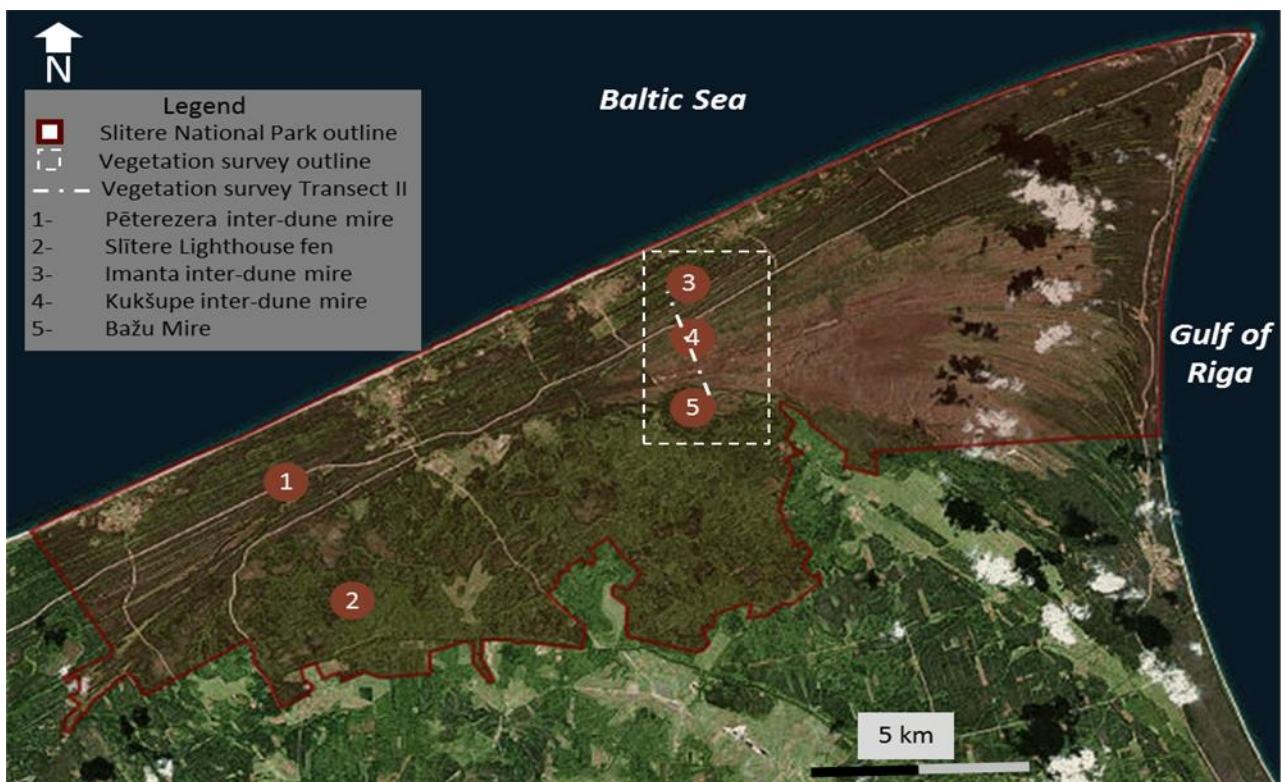 N
Legend
Slitere National Park outline
Vegetation survey outline
Vegetation survey Transect II
1- Pēterezera inter-dune mire
2- Slītere Lighthouse fen
3- Imanta inter-dune mire
4- Kukšupe inter-dune mire
5- Bažu Mire
Baltic Sea
Gulf of
Riga
3
4
5
1
2
5 km